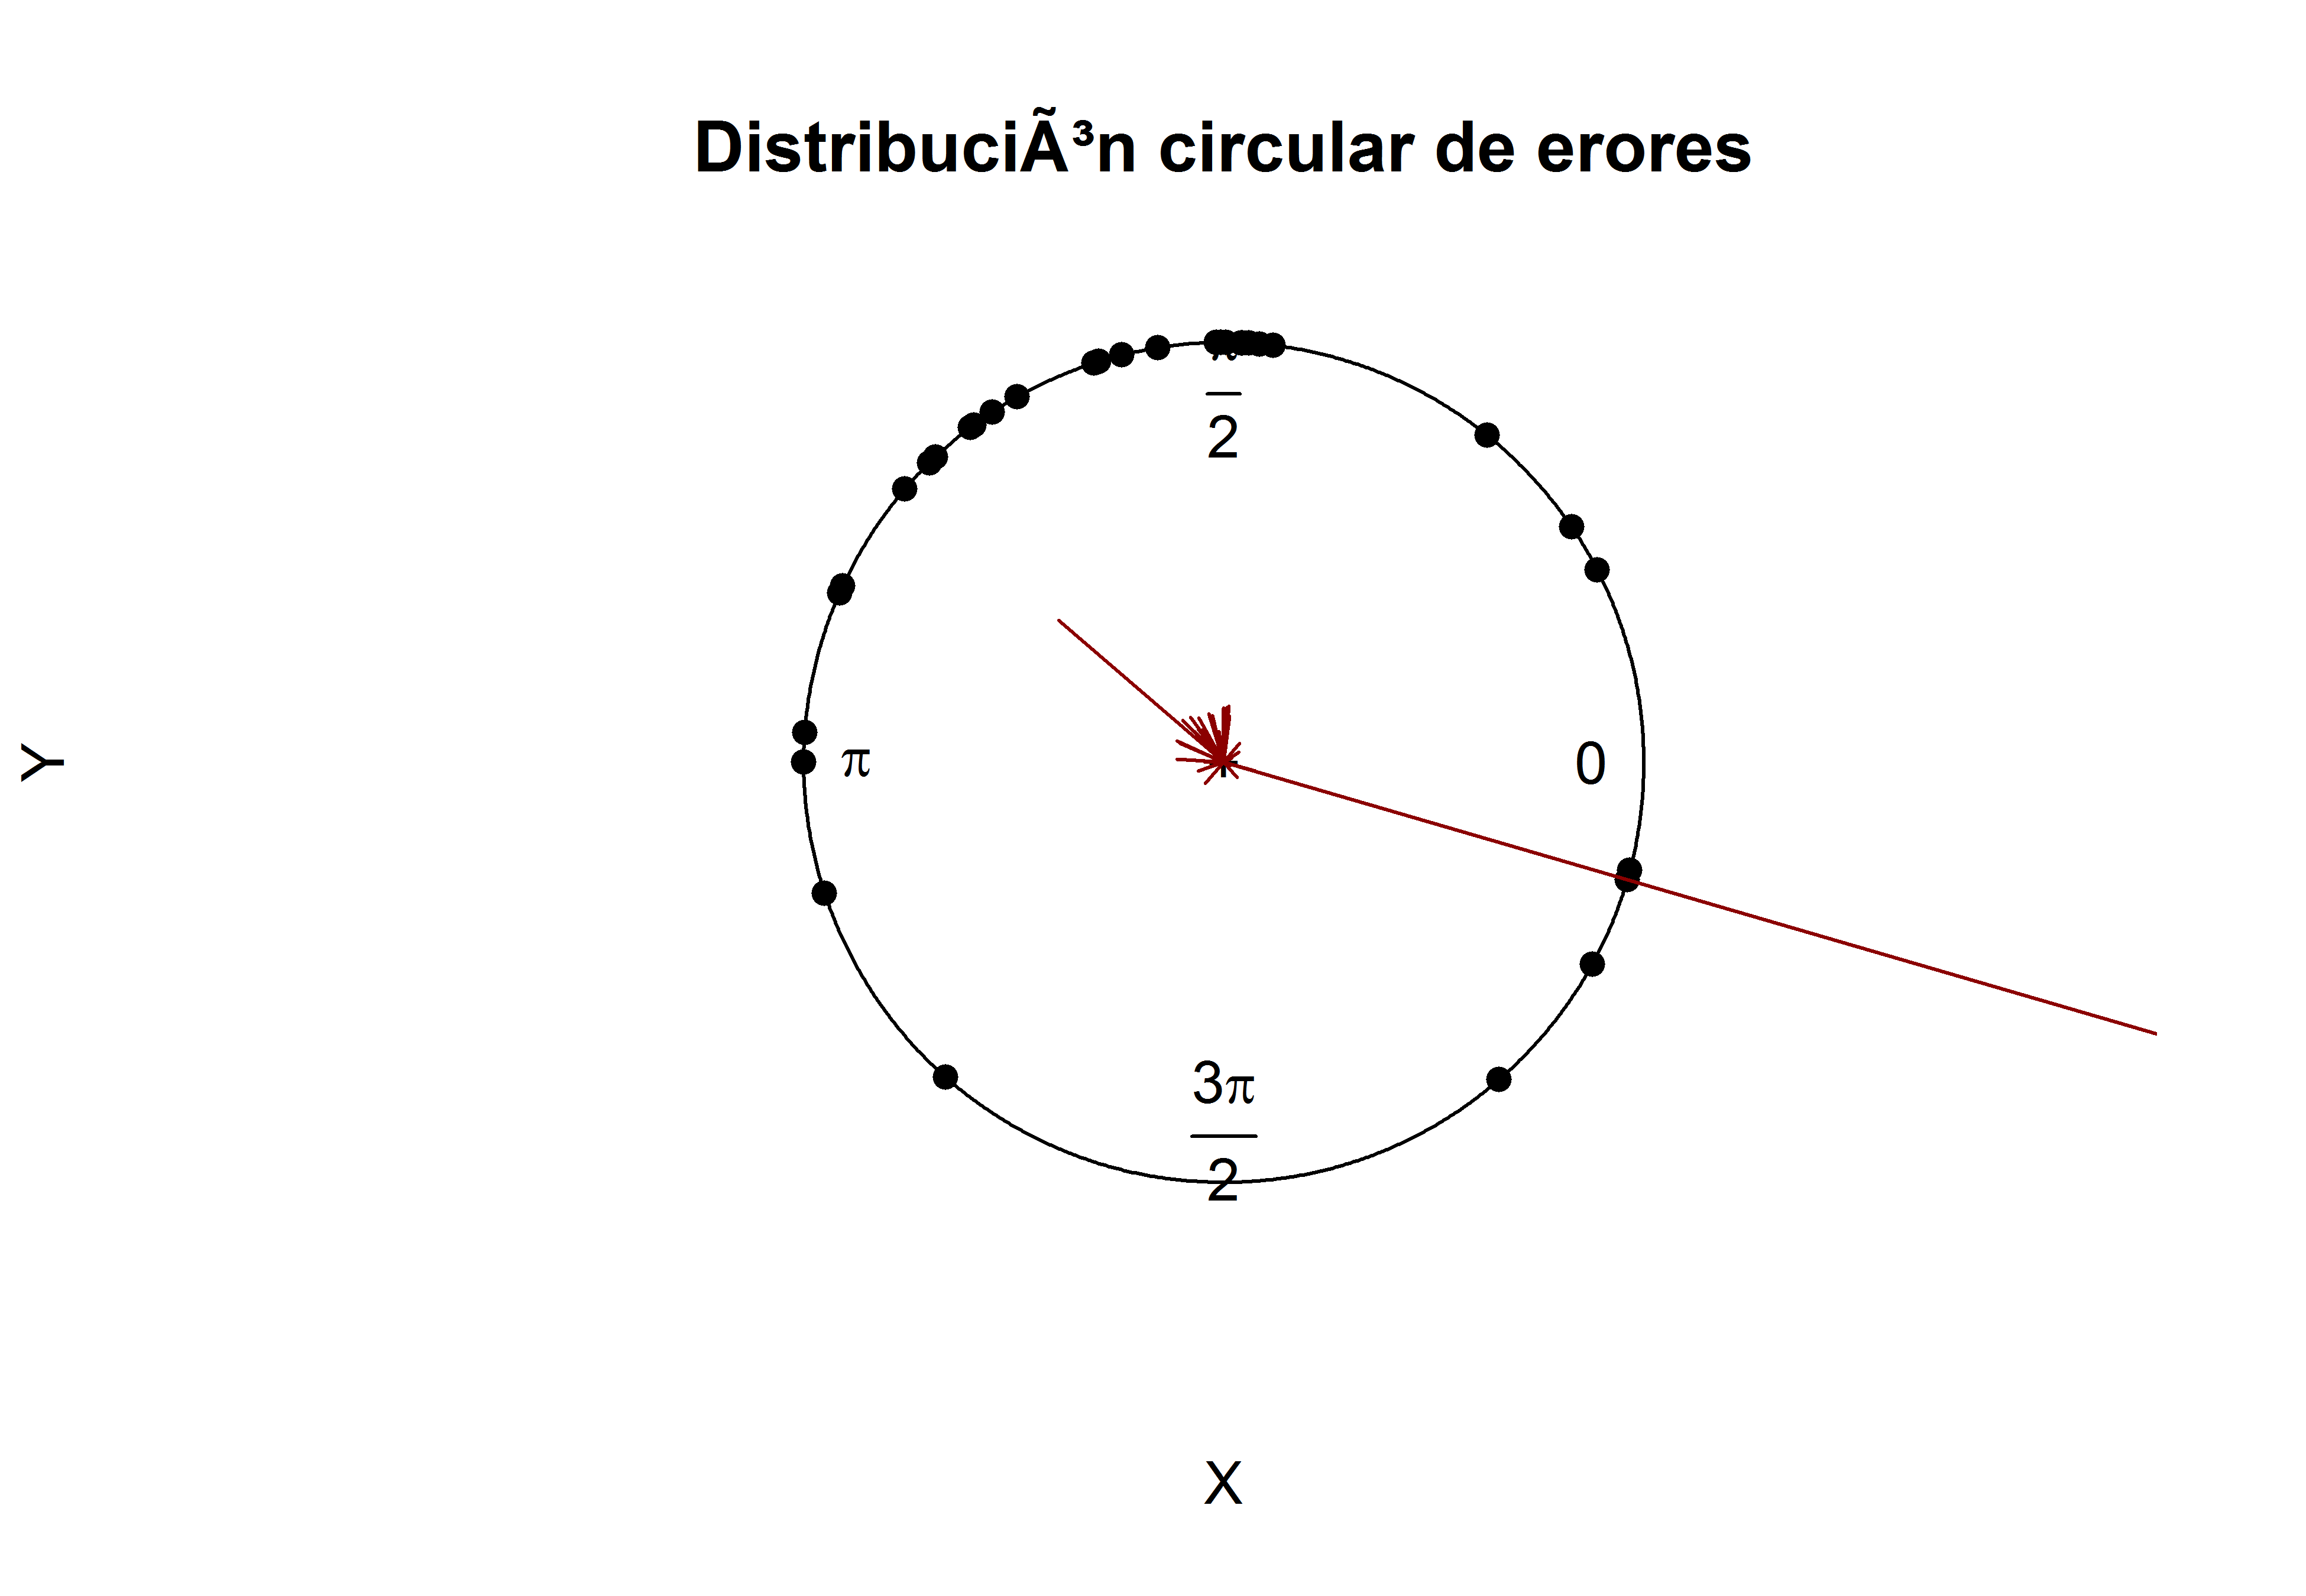 DistribuciÃ³n circular de erores
π
2
Y
π
0
3π
2
X